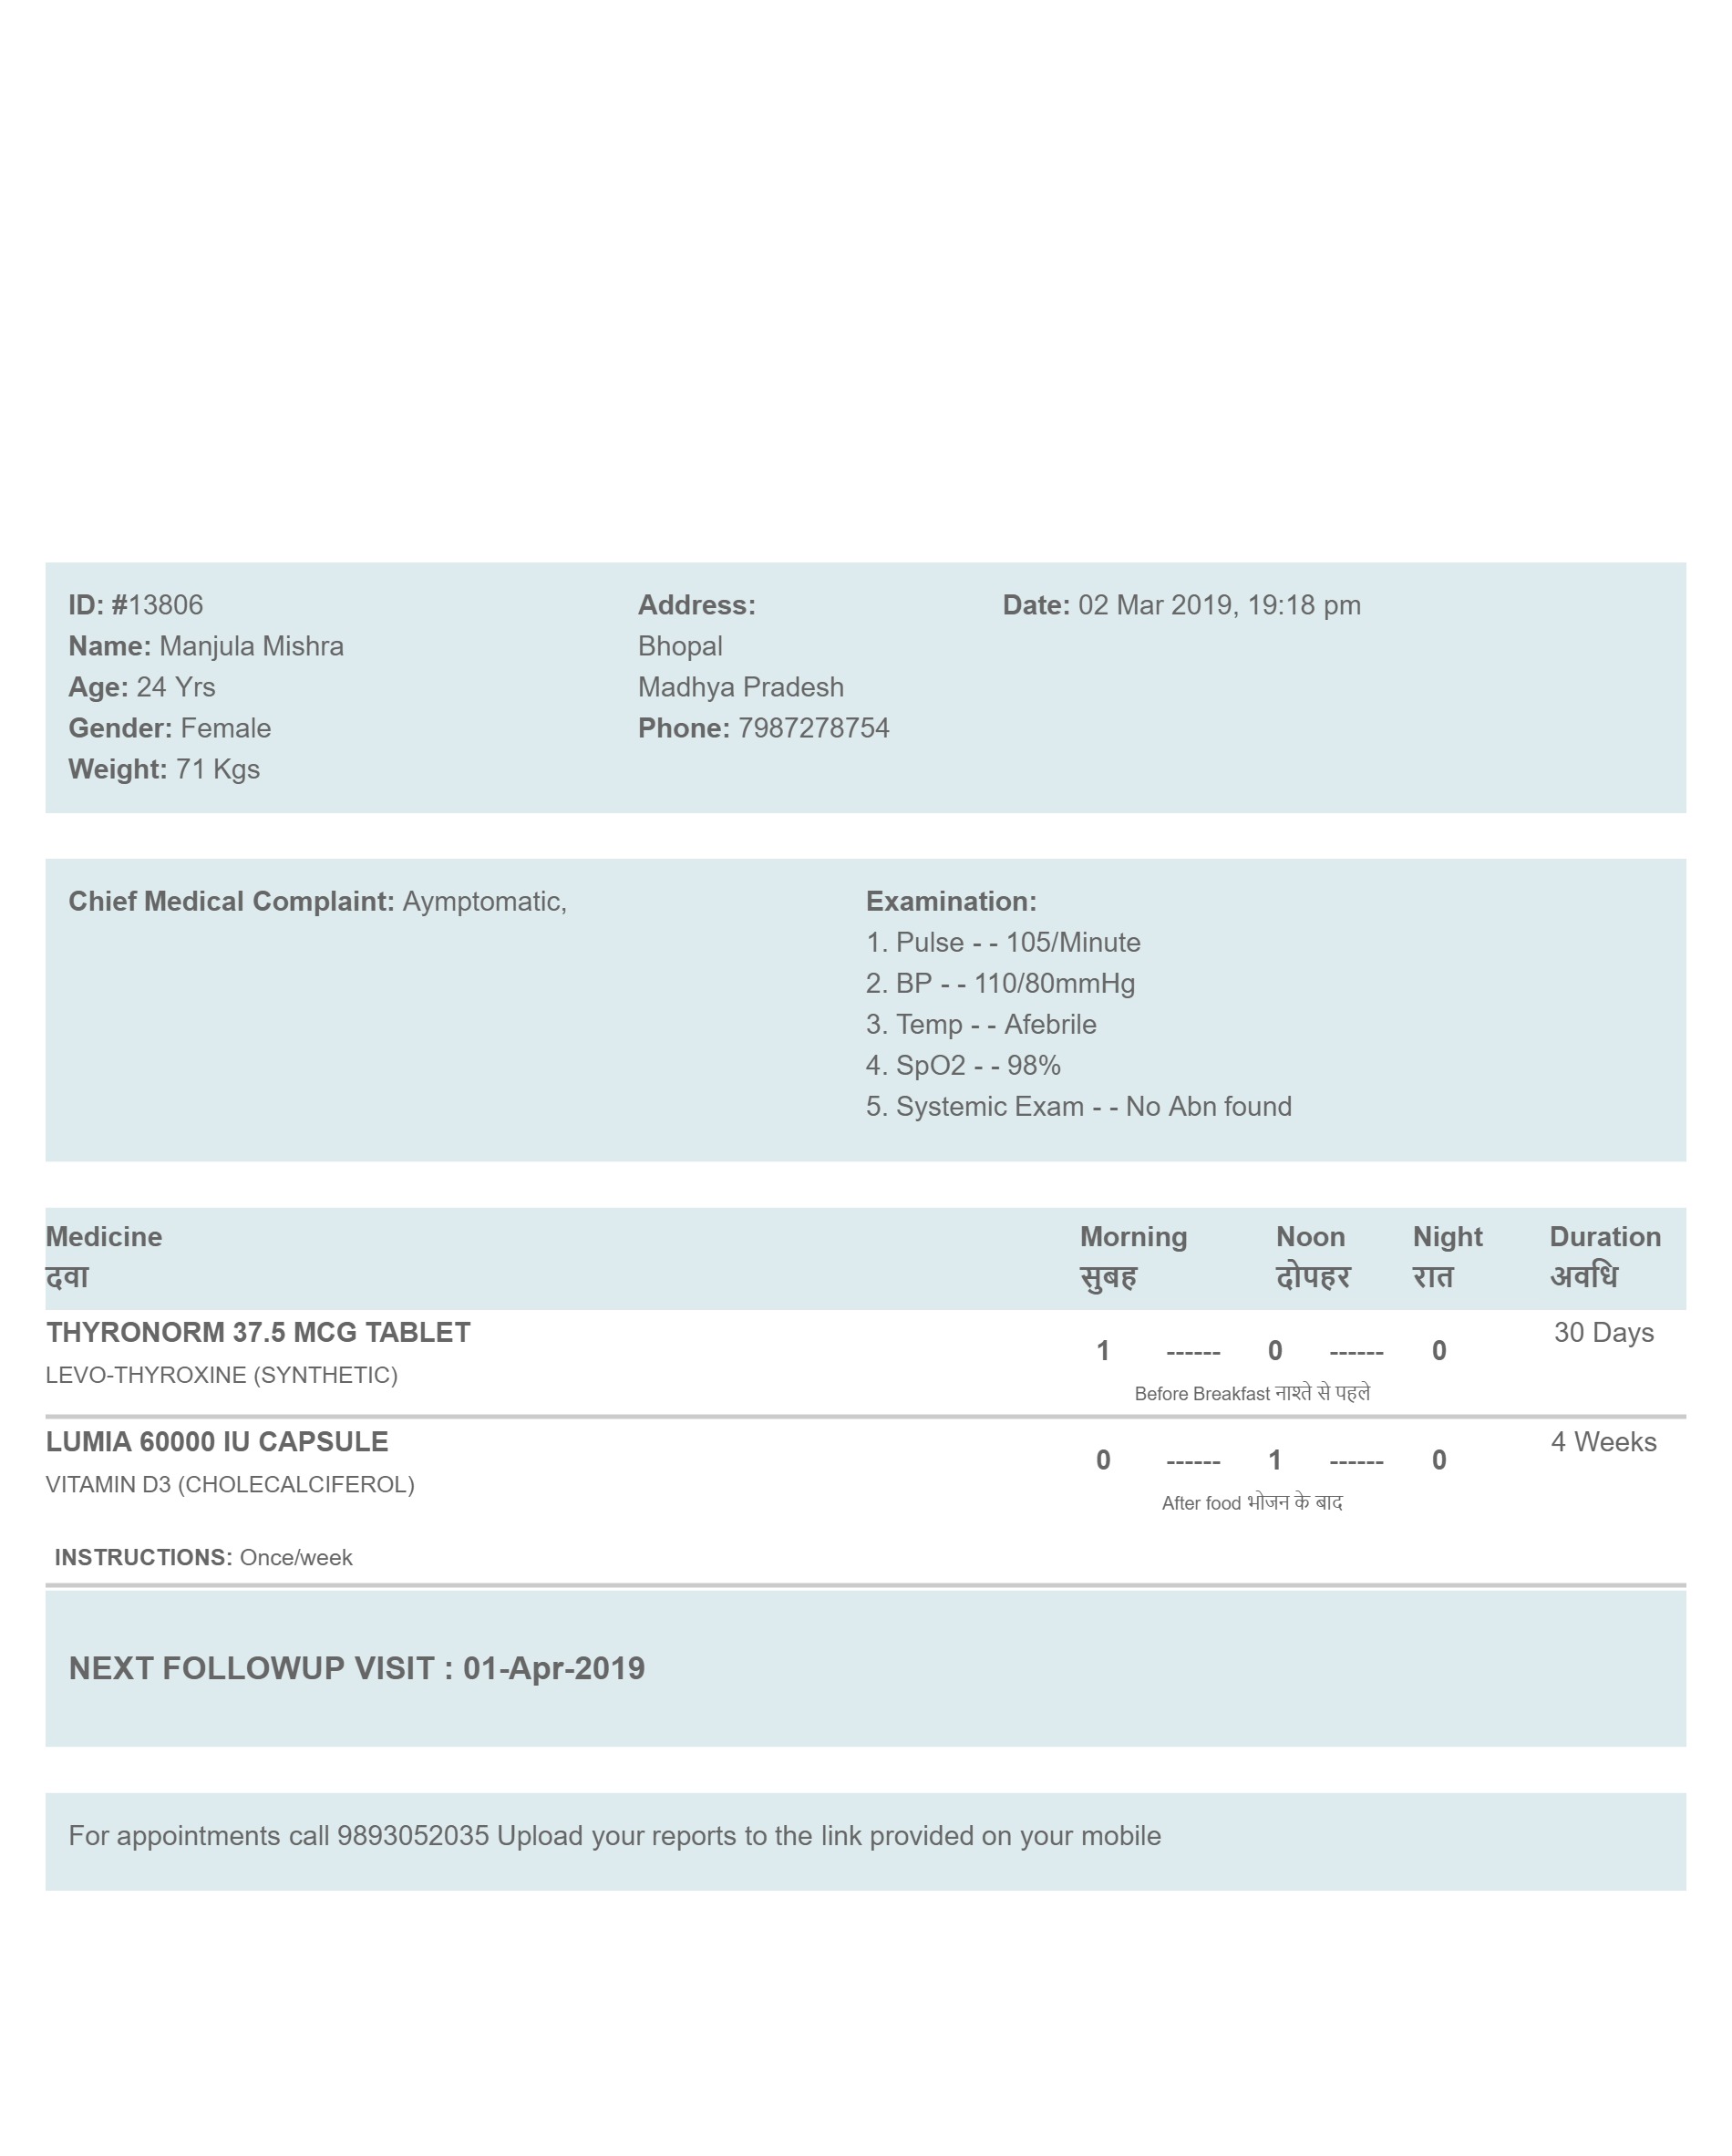 ID: #13806
Name: Manjula Mishra
Age: 24 Yrs
Gender: Female
Weight: 71 Kgs
Address:
Bhopal
Madhya Pradesh
Phone: 7987278754
Date: 02 Mar 2019, 19:18 pm
Chief Medical Complaint: Aymptomatic,
Examination:
1. Pulse - - 105/Minute
2. BP - - 110/80mmHg
3. Temp - - Afebrile
4. SpO2 - - 98%
5. Systemic Exam - - No Abn found
Medicine Morning Noon Night Duration
दवा सुबह दोपहर रात अवधि
THYRONORM 37.5 MCG TABLET 1 ------ 0 ------ 0 30 Days
LEVO-THYROXINE (SYNTHETIC)
Before Breakfast नाश्ते से पहले
LUMIA 60000 IU CAPSULE 0 ------ 1 ------ 0 4 Weeks
VITAMIN D3 (CHOLECALCIFEROL)
After food भोजन के बाद
INSTRUCTIONS: Once/week
NEXT FOLLOWUP VISIT : 01-Apr-2019
For appointments call 9893052035 Upload your reports to the link provided on your mobile